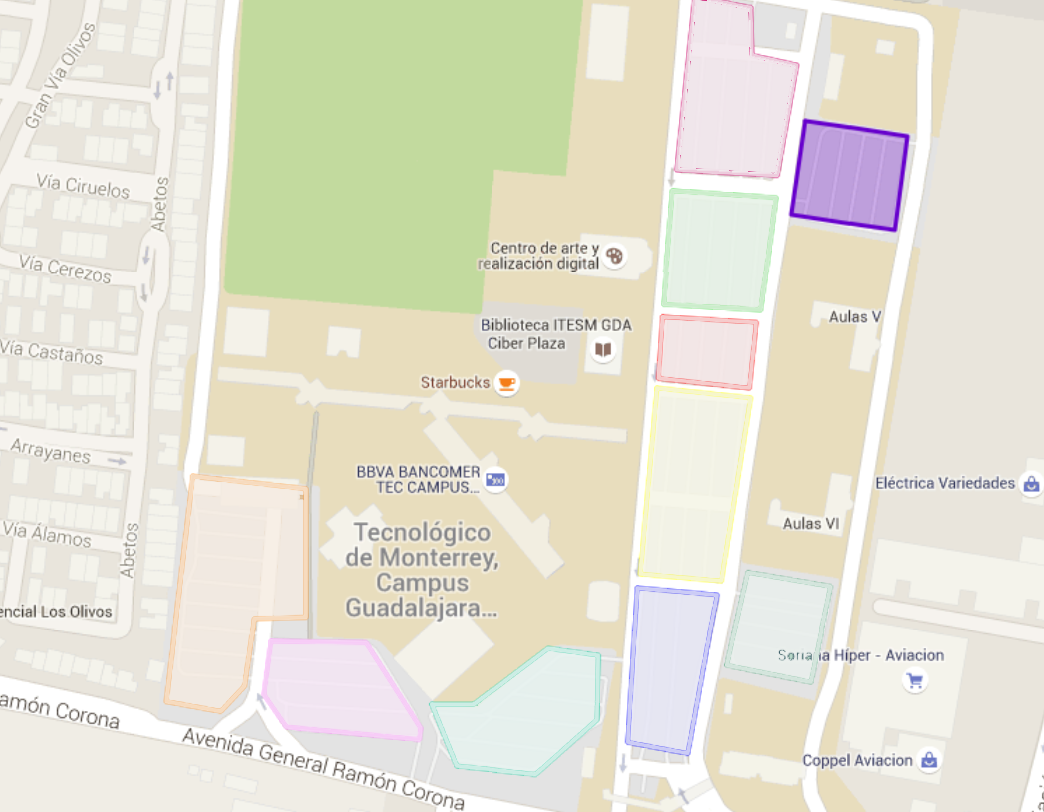 Gran Vía Olivos
Vía Ciruelos
Abetos
Vía Cerezos
Centro de arte y
realización digital
Aulas V
Biblioteca ITESM GDA
Ciber Plaza
Vía Castaños
Starbucks
Arrayanes
BBVA BANCOMER
TEC CAMPUS...
Eléctrica Variedades
Aulas VI
Vía Álamos
Abetos
Tecnológico
de Monterrey,
Campus
Guadalajara...
encial Los Olivos
Híper - Aviacion
amón Corona
Avenida General Ramón Corona
Coppel Aviacion